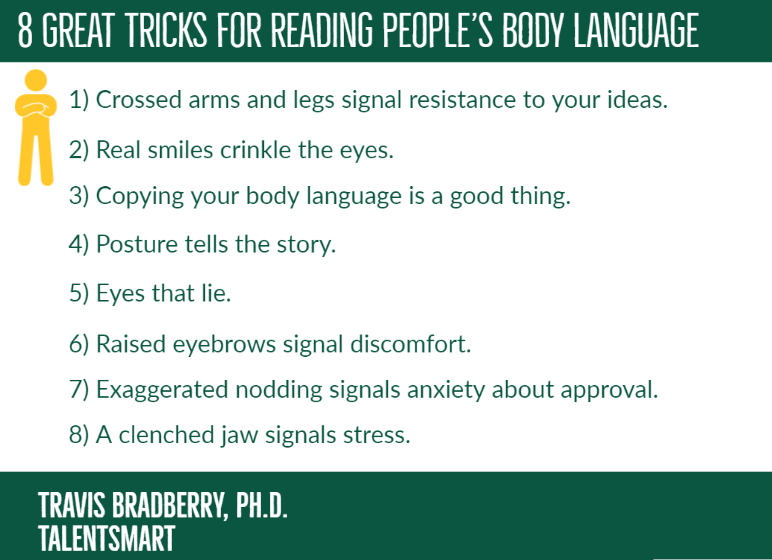 8 GREAT TRICKS FOR READING PEOPLE'S BODY LANGUAGE
1) Crossed arms and legs signal resistance to your ideas.
2) Real smiles crinkle the eyes.
3) Copying your body language is a good thing.
4) Posture tells the story.
5) Eyes that lie.
6) Raised eyebrows signal discomfort.
7) Exaggerated nodding signals anxiety about approval.
8) A clenched jaw signals stress.
TRAVIS BRADBERRY, PH.D.
TALENTSMART